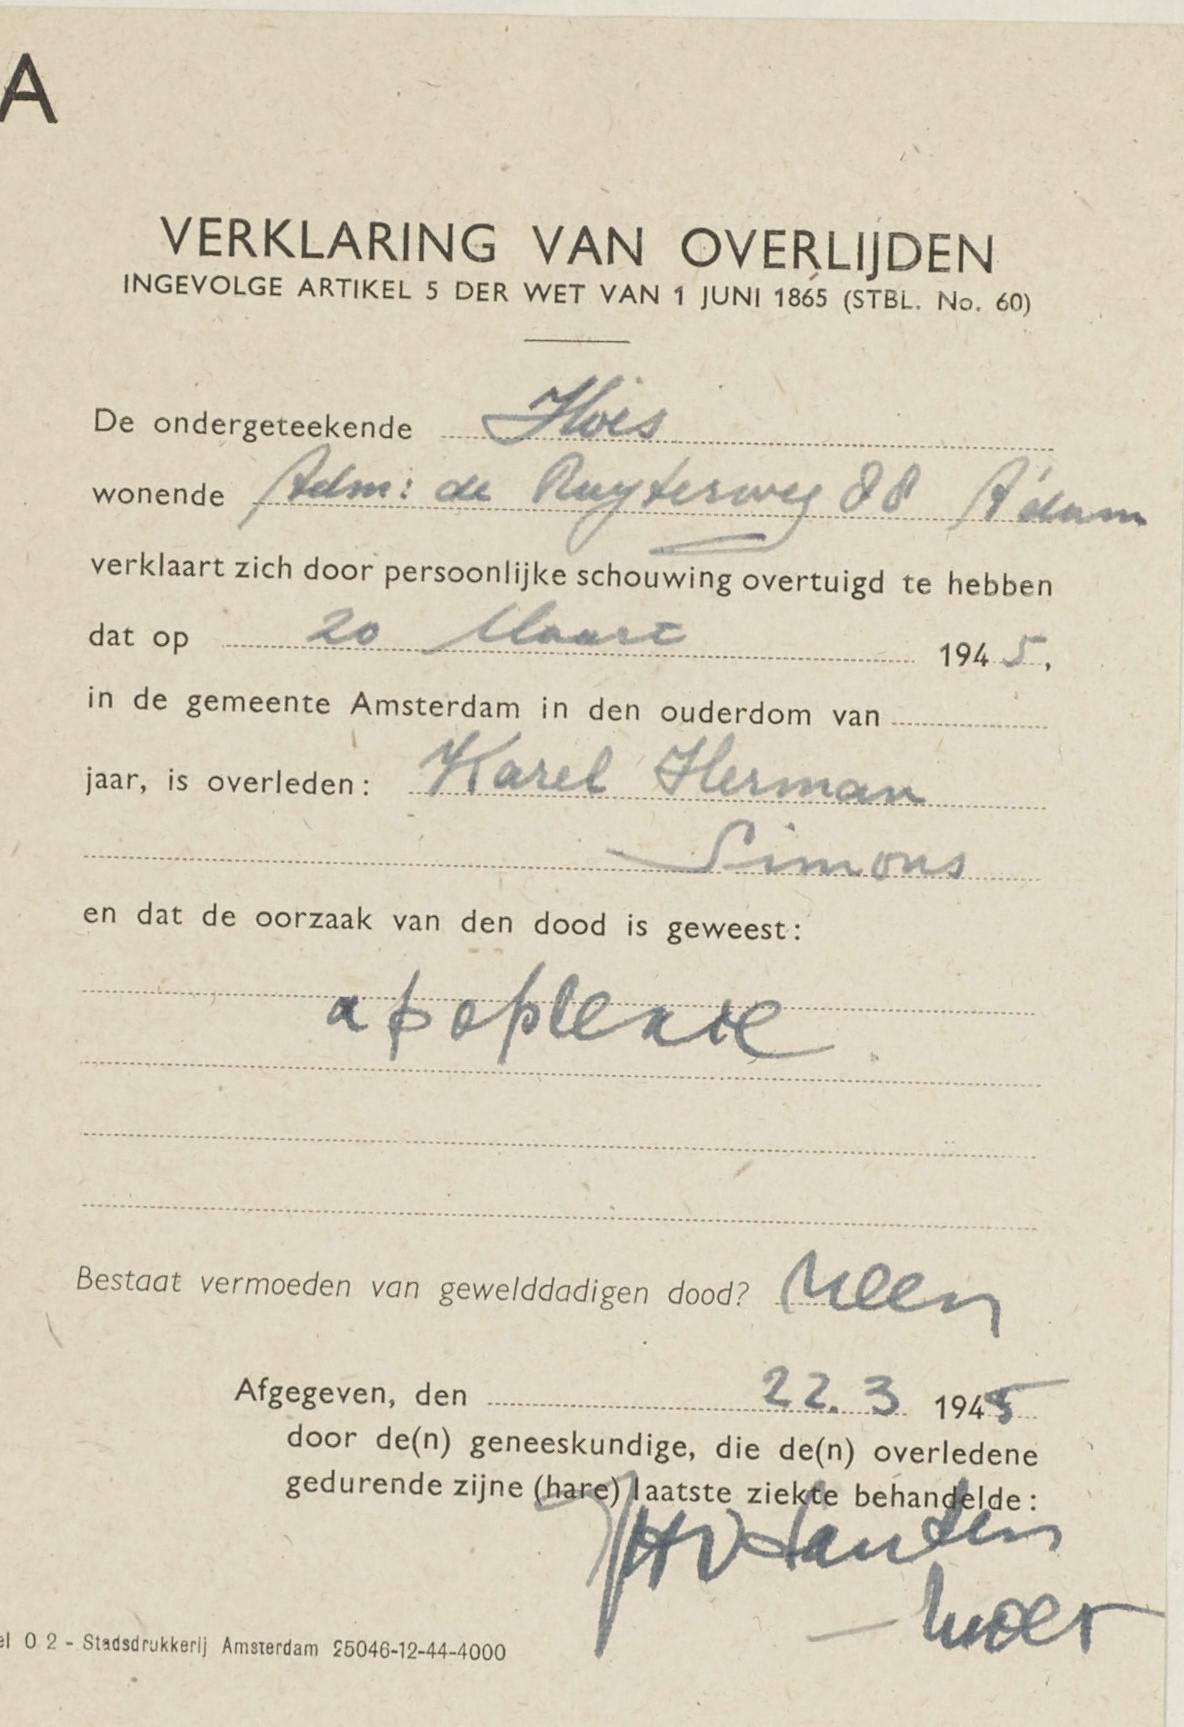 A
VERKLARING VAN OVERLIJDEN
INGEVOLGE ARTIKEL 5 DER WET VAN 1 JUNI 1865 (STBL. No. 60)
De ondergeteekende
wonende Adm: de Ruyterweg 88 A'dam
verklaart zich door persoonlijke schouwing overtuigd te hebben
dat op 20 Maart 1945,
in de gemeente Amsterdam in den ouderdom van
jaar, is overleden: Karel Herman
Simons
en dat de oorzaak van den dood is geweest:
apoplexie
Bestaat vermoeden van gewelddadigen dood? Neen
Afgegeven, den 22.3 1945
door de(n) geneeskundige, die de(n) overledene
gedurende zijne (hare) laatste ziekte behandelde:
el O 2 - Stadsdrukkerij Amsterdam 25046-12-44-4000